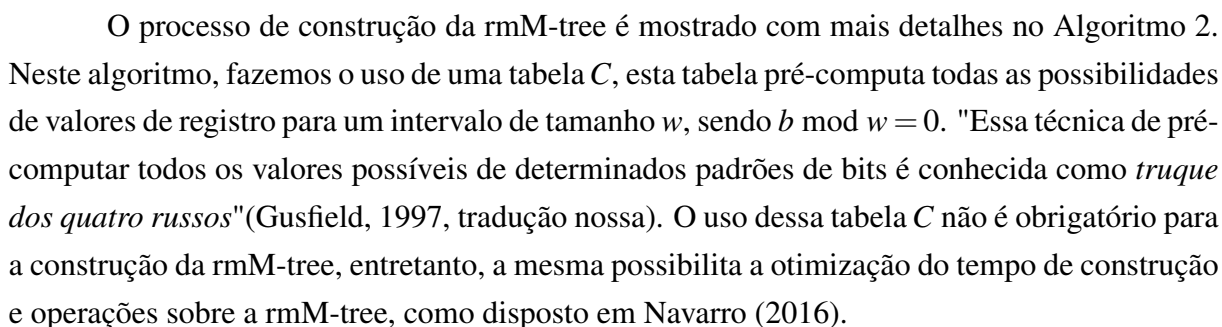 O processo de construção da rmM-tree é mostrado com mais detalhes no Algoritmo 2.
Neste algoritmo, fazemos o uso de uma tabela C, esta tabela pré-computa todas as possibilidades
de valores de registro para um intervalo de tamanho w, sendo b mod w = 0. "Essa técnica de pré-
computar todos os valores possíveis de determinados padrões de bits é conhecida como truque
dos quatro russos"(Gusfield, 1997, tradução nossa). O uso dessa tabela C não é obrigatório para
a construção da rmM-tree, entretanto, a mesma possibilita a otimização do tempo de construção
e operações sobre a rmM-tree, como disposto em Navarro (2016).